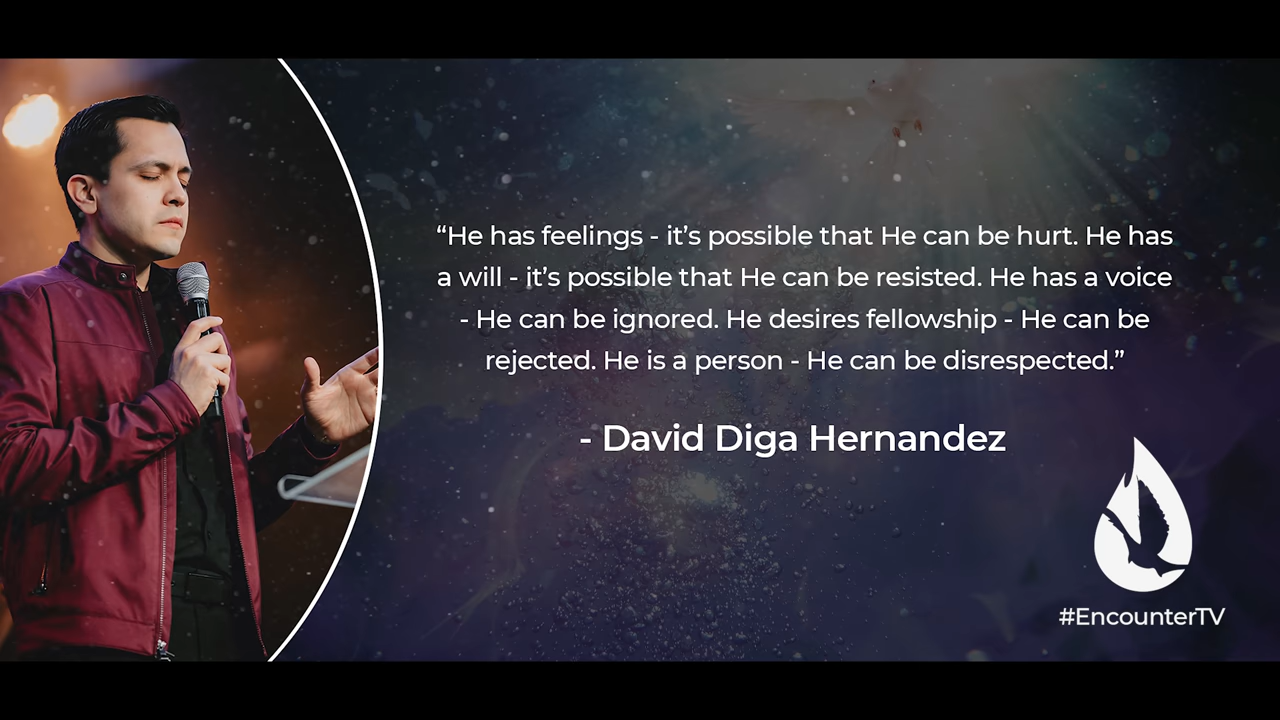 “He has feelings - it’s possible that He can be hurt. He has
a will - it’s possible that He can be resisted. He has a voice
- He can be ignored. He desires fellowship - He can be
rejected. He is a person - He can be disrespected.”
- David Diga Hernandez
#EncounterTV